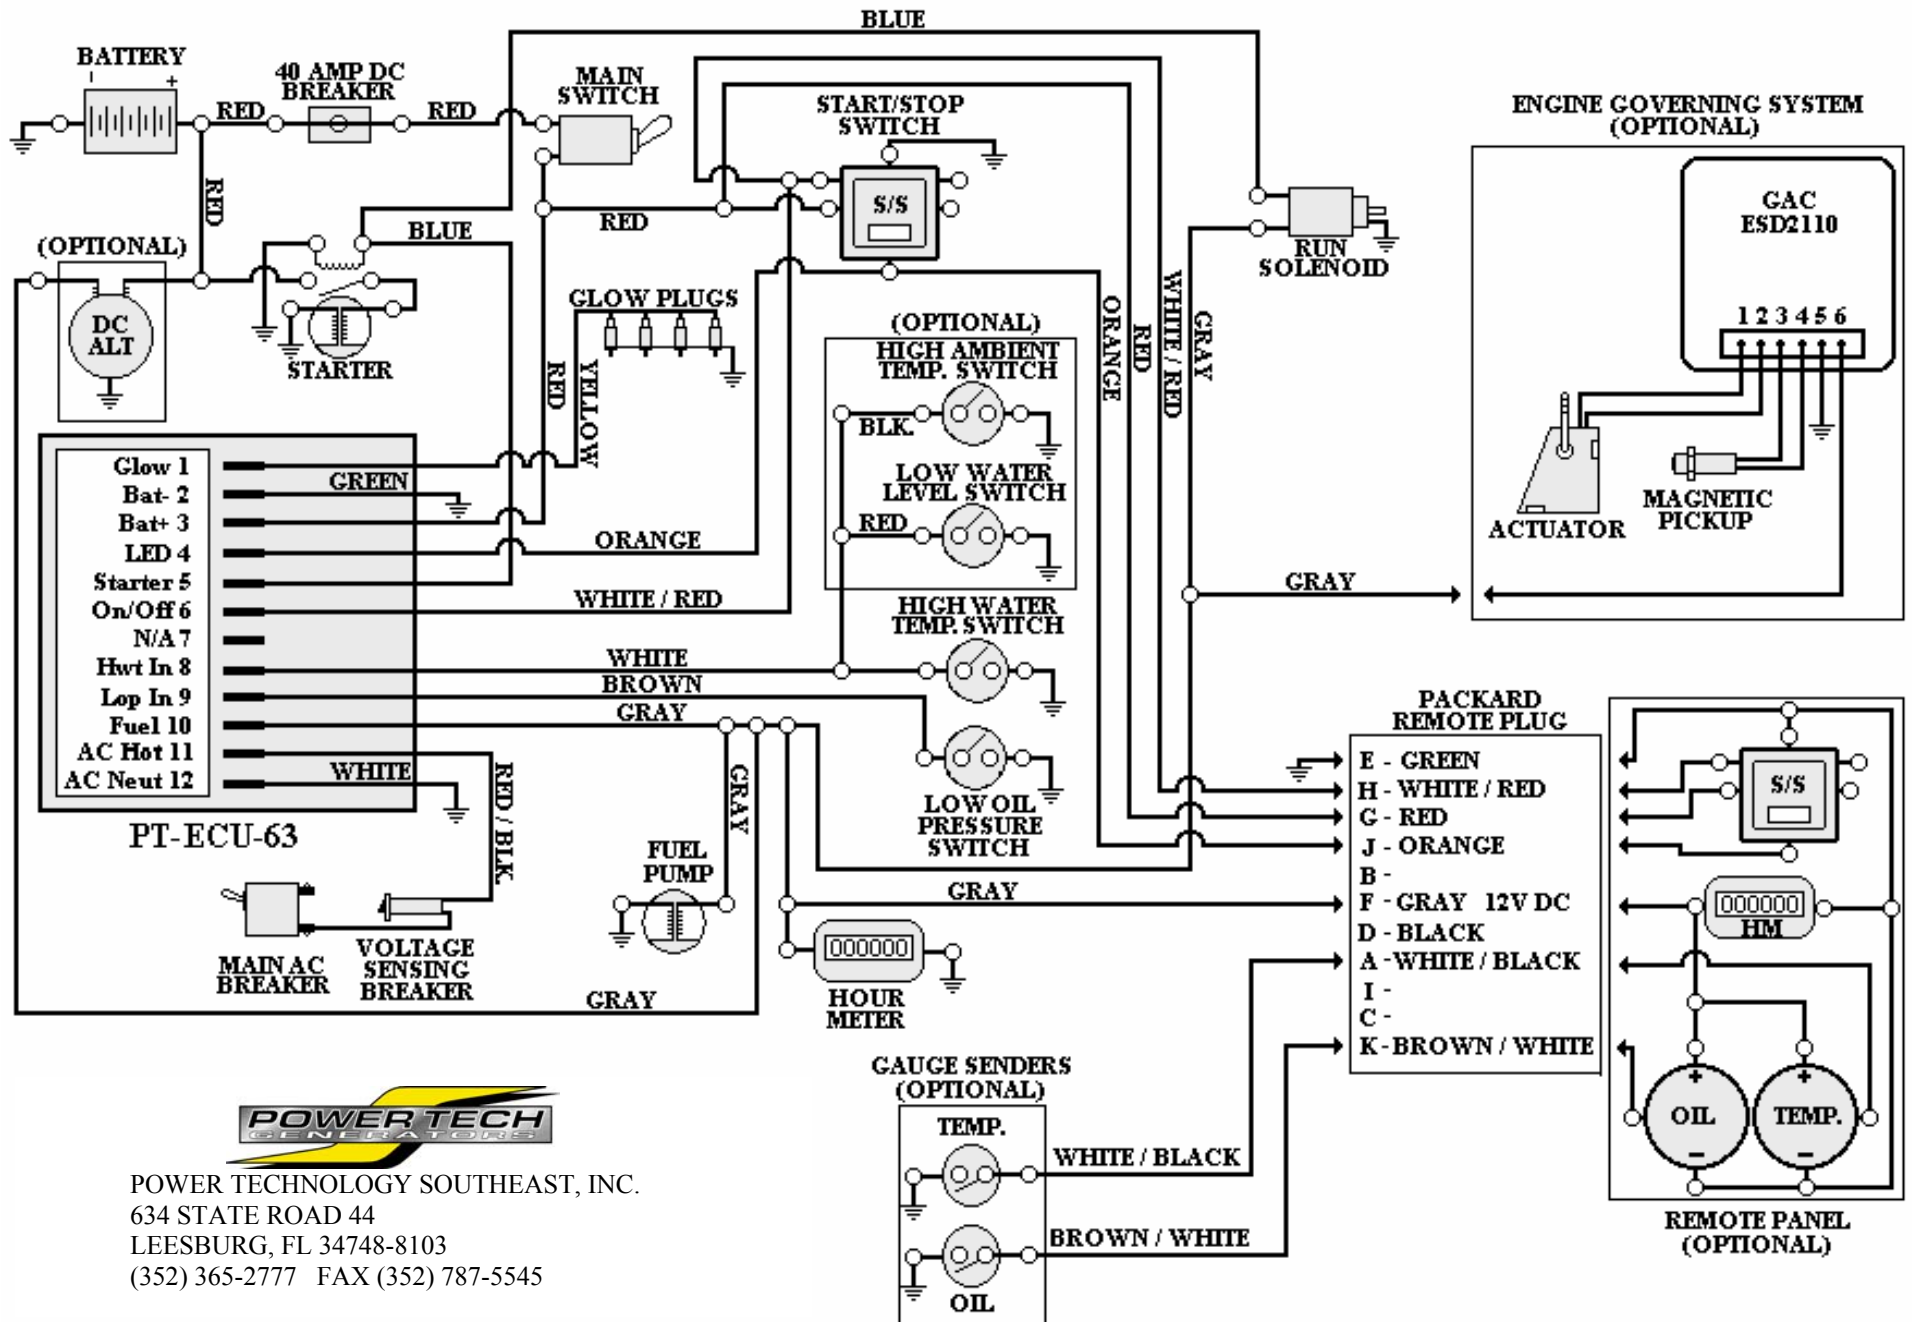 BLUE
BATTERY
- +
40 AMP DC
BREAKER
RED
RED
MAIN
SWITCH
START/STOP
SWITCH
S/S
RED
RED
BLUE
(OPTIONAL)
DC
ALT
STARTER
GLOW PLUGS
RED
YELLOW
RUN
SOLENOID
ORANGE
RED
WHITE / RED
GRAY
ENGINE GOVERNING SYSTEM
(OPTIONAL)
GAC
ESD2110
1 2 3 4 5 6
ACTUATOR
MAGNETIC
PICKUP
GRAY
(OPTIONAL)
HIGH AMBIENT
TEMP. SWITCH
BLK.
LOW WATER
LEVEL SWITCH
RED
HIGH WATER
TEMP. SWITCH
LOW OIL
PRESSURE
SWITCH
Glow 1
Bat- 2
Bat+ 3
LED 4
Starter 5
On/Off 6
N/A 7
Hwt In 8
Lop In 9
Fuel 10
AC Hot 11
AC Neut 12
GREEN
ORANGE
WHITE / RED
WHITE
BROWN
GRAY
WHITE
RED / BLK.
PT-ECU-63
MAIN AC
BREAKER
VOLTAGE
SENSING
BREAKER
FUEL
PUMP
GRAY
GRAY
000000
HOUR
METER
GRAY
PACKARD
REMOTE PLUG
E - GREEN
H - WHITE / RED
G - RED
J - ORANGE
B -
F - GRAY 12V DC
D - BLACK
A - WHITE / BLACK
I -
C -
K - BROWN / WHITE
S/S
000000
HM
+
OIL
-
+
TEMP.
-
REMOTE PANEL
(OPTIONAL)
GAUGE SENDERS
(OPTIONAL)
TEMP.
WHITE / BLACK
BROWN / WHITE
OIL
POWER TECH
GENERATORS
POWER TECHNOLOGY SOUTHEAST, INC.
634 STATE ROAD 44
LEESBURG, FL 34748-8103
(352) 365-2777 FAX (352) 787-5545